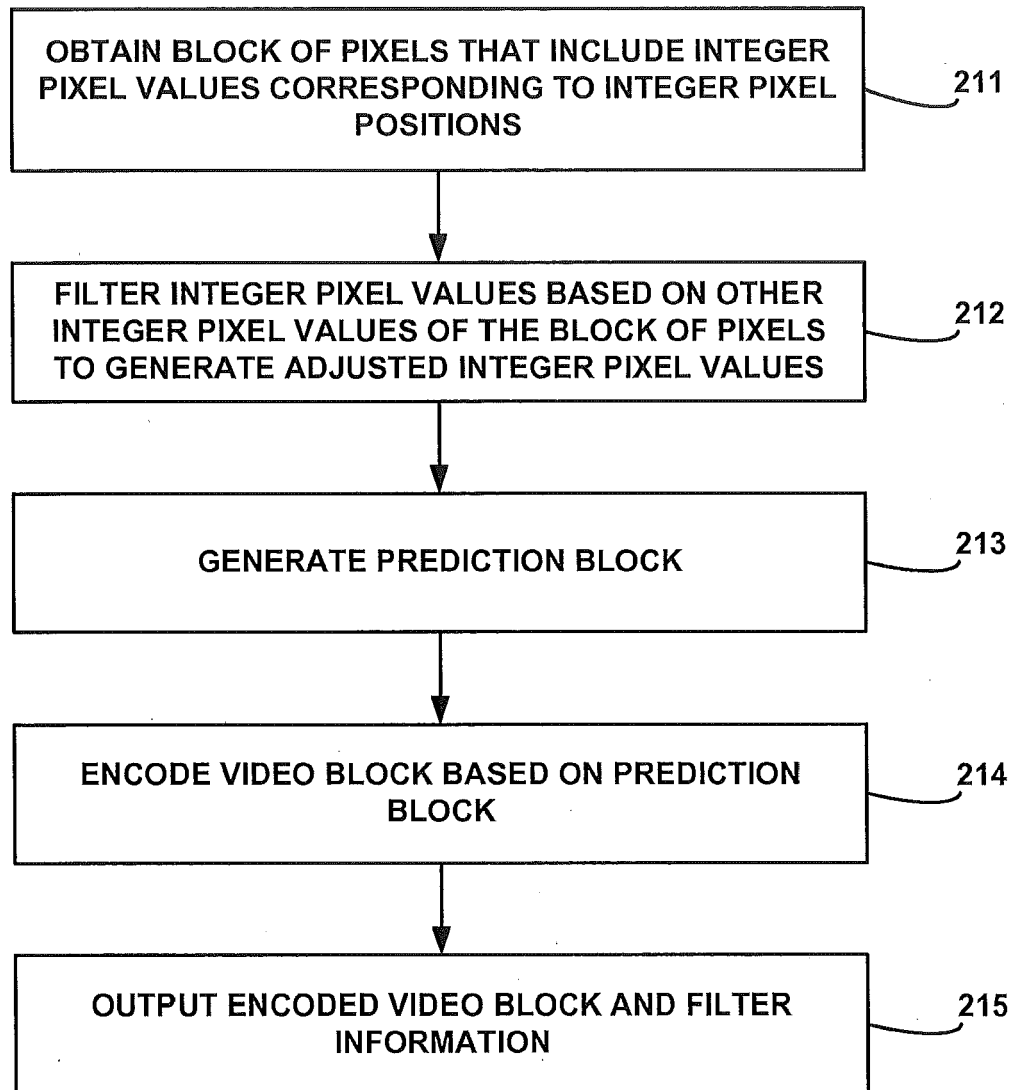 OBTAIN BLOCK OF PIXELS THAT INCLUDE INTEGER
PIXEL VALUES CORRESPONDING TO INTEGER PIXEL
POSITIONS
211
FILTER INTEGER PIXEL VALUES BASED ON OTHER
INTEGER PIXEL VALUES OF THE BLOCK OF PIXELS
TO GENERATE ADJUSTED INTEGER PIXEL VALUES
212
GENERATE PREDICTION BLOCK
213
ENCODE VIDEO BLOCK BASED ON PREDICTION
BLOCK
214
OUTPUT ENCODED VIDEO BLOCK AND FILTER
INFORMATION
215